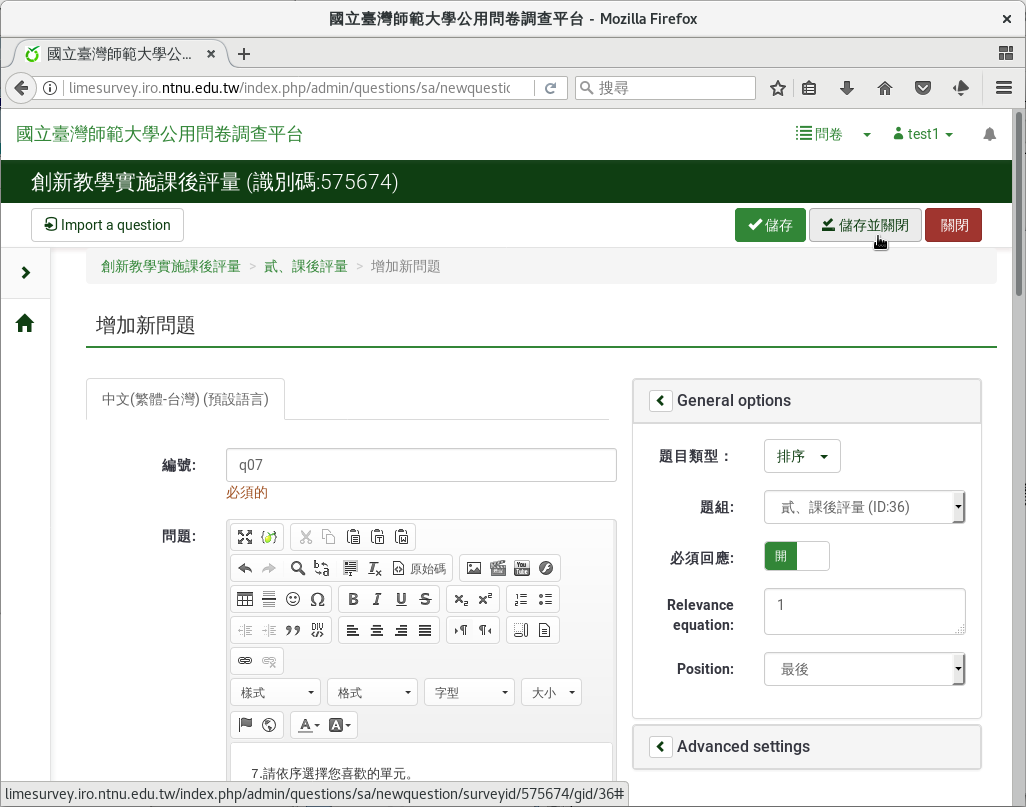 國立臺灣師範大學公用問卷調查平台 - Mozilla Firefox
國立臺灣師範大學公...
limesurvey.iro.ntnu.edu.tw/index.php/admin/questions/sa/newquestic
搜尋
國立臺灣師範大學公用問卷調查平台
問卷
test1
創新教學實施課後評量 (識別碼:575674)
Import a question
儲存
儲存並關閉
關閉
創新教學實施課後評量 > 貳、課後評量 > 增加新問題
增加新問題
中文(繁體-台灣) (預設語言)
編號:
q07
必須的
問題:
原始碼
You Tube
DIV
樣式
格式
字型
大小
7.請依序選擇您喜歡的單元。
General options
題目類型：
排序
題組:
貳、課後評量 (ID:36)
必須回應:
開
Relevance equation:
1
Position:
最後
Advanced settings
limesurvey.iro.ntnu.edu.tw/index.php/admin/questions/sa/newquestion/surveyid/575674/gid/36#